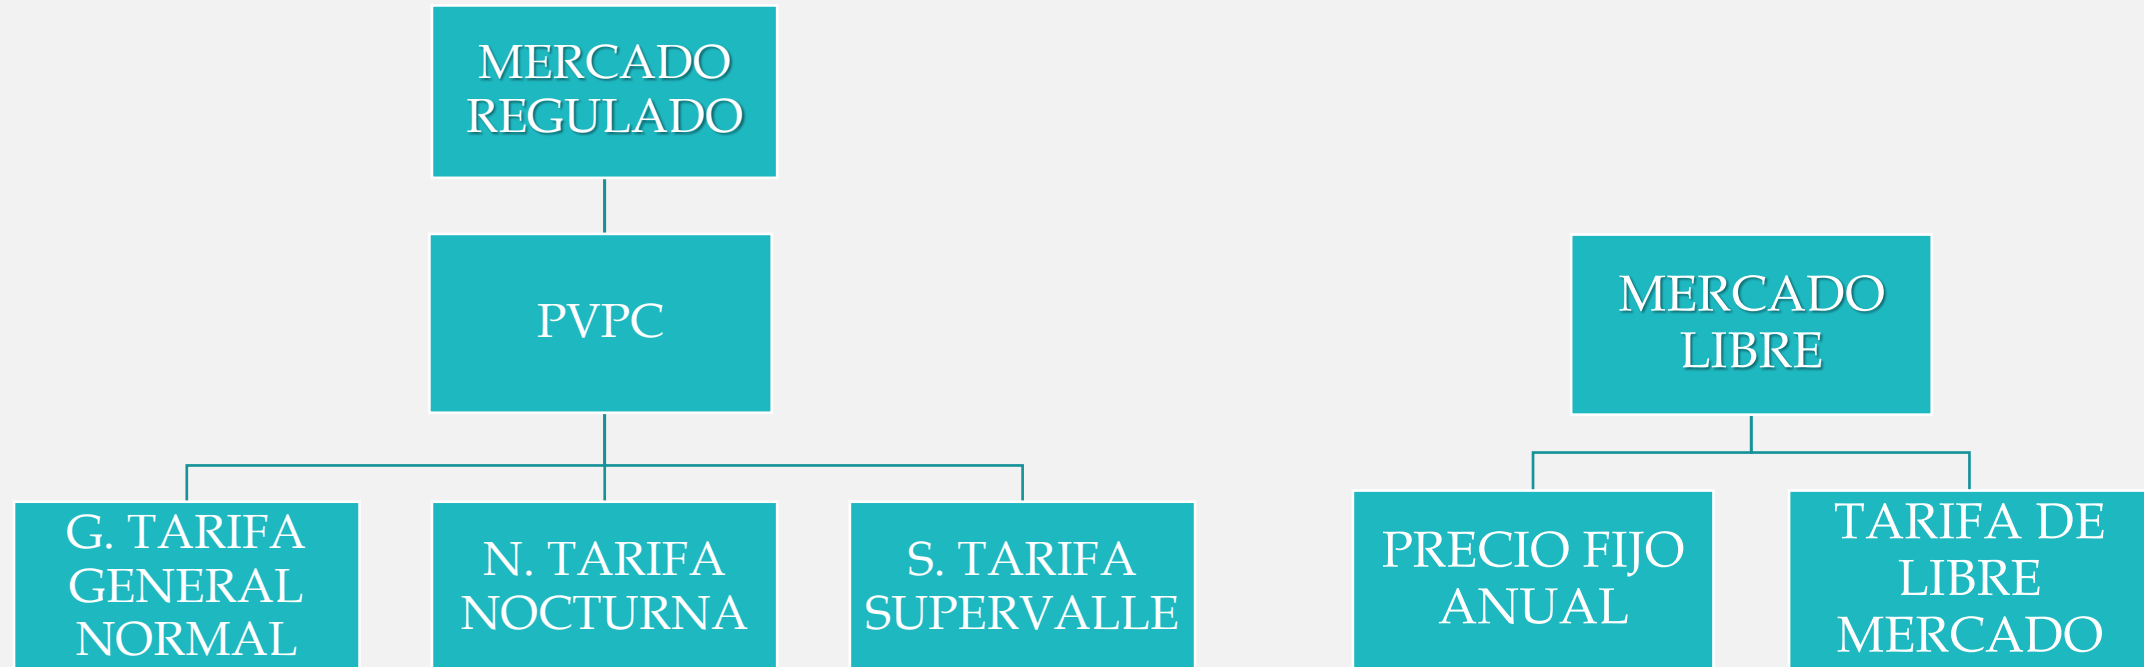 MERCADO
REGULADO
PVPC
G. TARIFA
GENERAL
NORMAL
N. TARIFA
NOCTURNA
S. TARIFA
SUPERVALLE
MERCADO
LIBRE
PRECIO FIJO
ANUAL
TARIFA DE
LIBRE
MERCADO